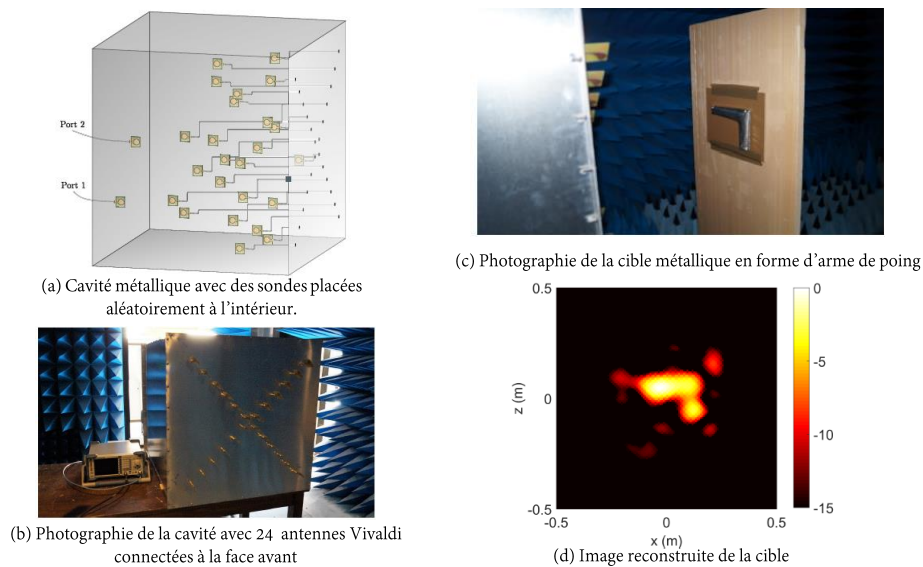 Port 2
Port 1
(a) Cavité métallique avec des sondes placées
aléatoirement à l'intérieur.
(b) Photographie de la cavité avec 24 antennes Vivaldi
connectées à la face avant
(c) Photographie de la cible métallique en forme d'arme de poing
0.5
0
-0.5
z (m)
-0.5
0
0.5
x (m)
0
-5
-10
-15
(d) Image reconstruite de la cible